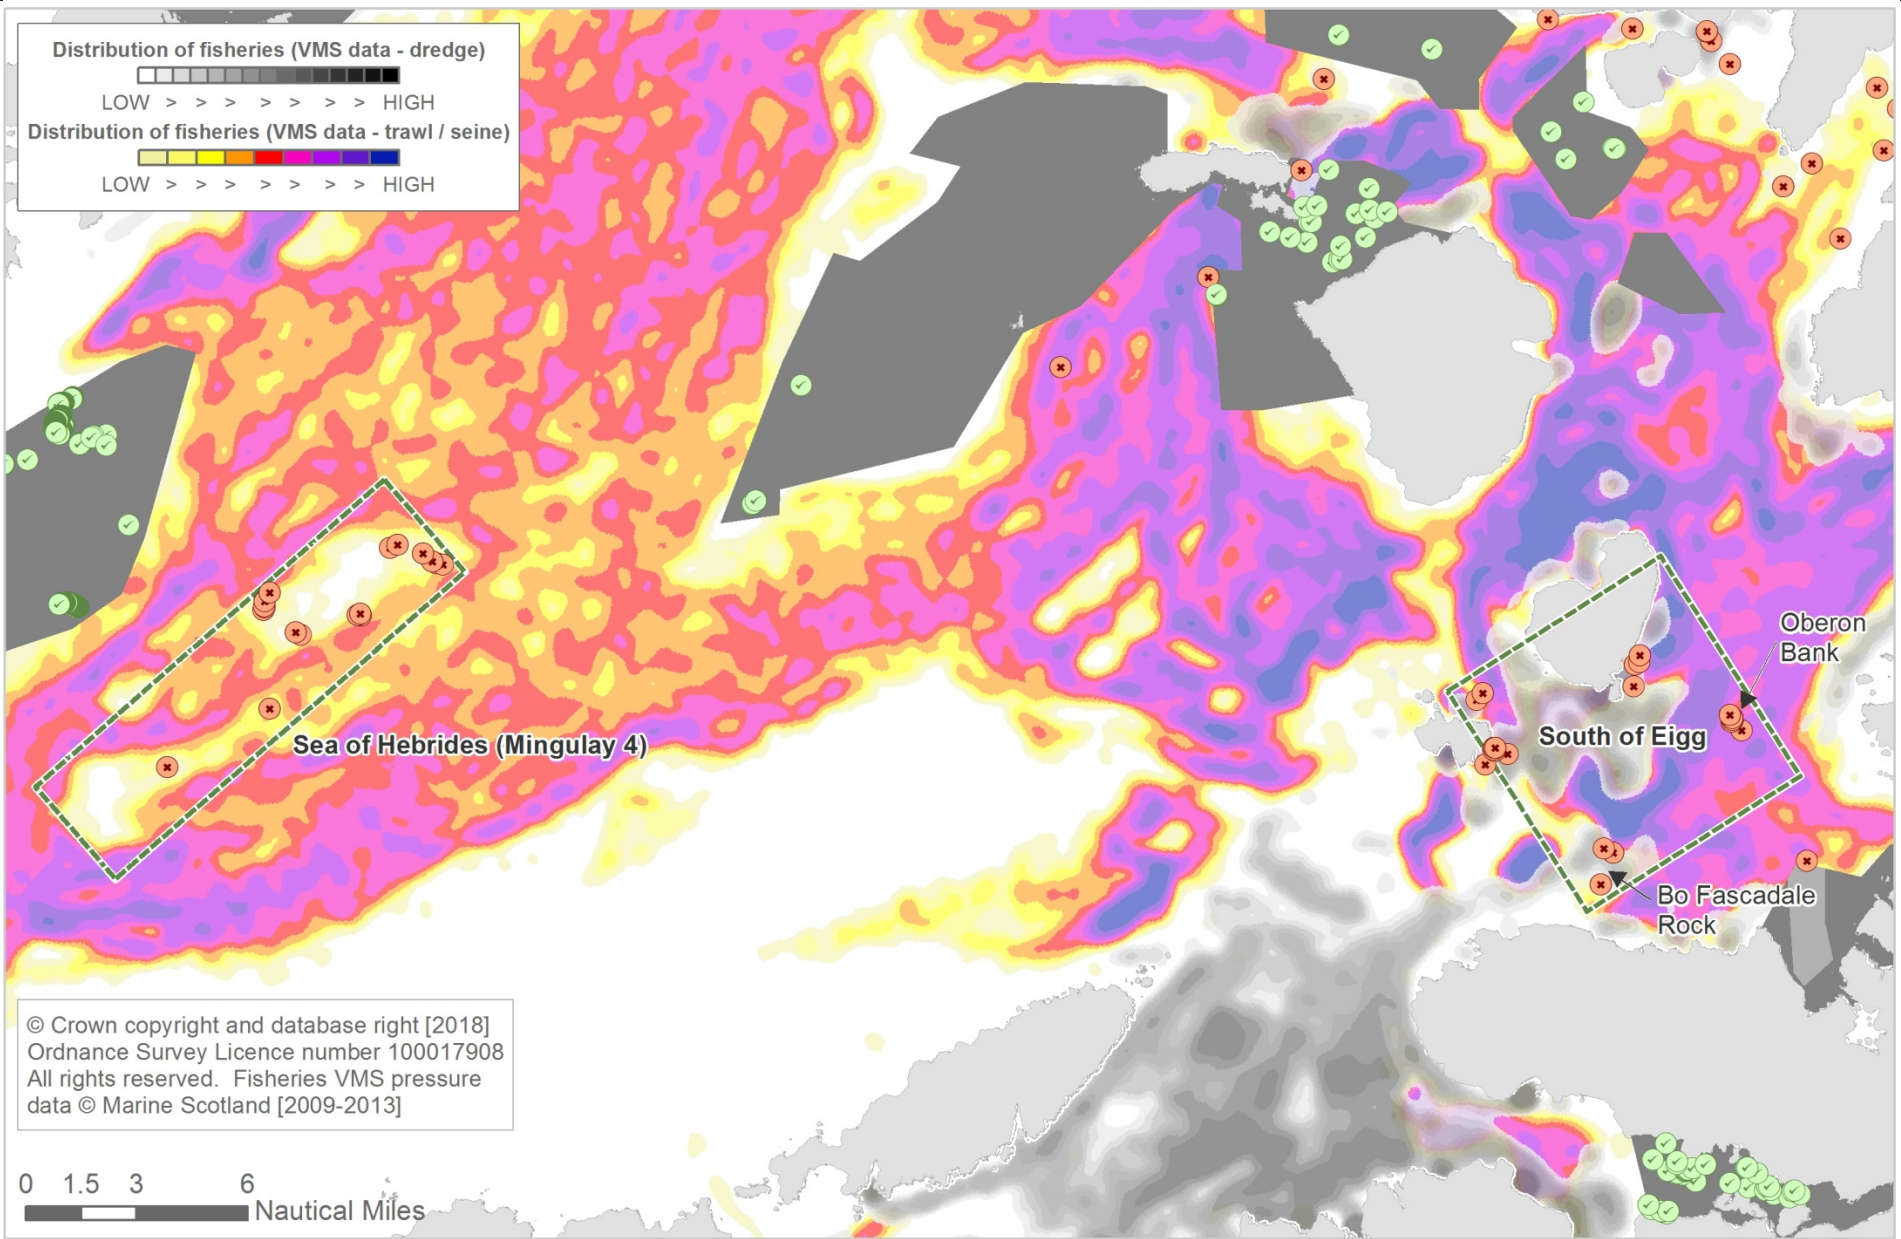 Distribution of fisheries (VMS data - dredge)
LOW > > > > > > > HIGH
Distribution of fisheries (VMS data - trawl / seine)
LOW > > > > > > > HIGH
Oberon
Bank
South of Eigg
Sea of Hebrides (Mingulay 4)
Bo Fascadale
Rock
© Crown copyright and database right [2018]
Ordnance Survey Licence number 100017908
All rights reserved. Fisheries VMS pressure
data © Marine Scotland [2009-2013]
0 1.5 3 6
Nautical Miles